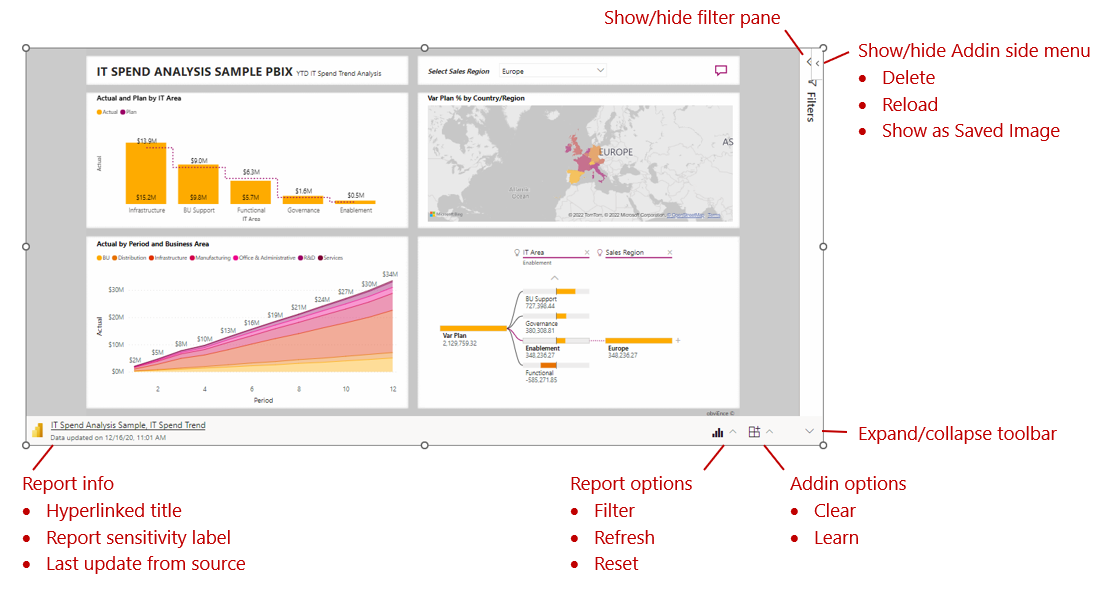 Show/hide filter pane
Show/hide Addin side menu
• Delete
• Reload
• Show as Saved Image
IT SPEND ANALYSIS SAMPLE PBIX YTD IT Spend Trend Analysis
Select Sales Region Europe
Filters
Actual and Plan by IT Area
Actual Plan
Actual
$13.9M
$9.0M
$6.3M
$1.6M
$0.5M
$15.2M
$9.8M
$5.7M
Infrastructure BU Support Functional Governance Enablement
IT Area
Var Plan % by Country/Region
EUROPE
AS
Atlantic
Ocean
Microsoft Bing
© 2022 TomTom, © 2022 Microsoft Corporation, © OpenStreetMap Terms
Actual by Period and Business Area
BU Distribution Infrastructure Manufacturing Office & Administrative R&D Services
Actual
$30M
$20M
$10M
$0M
$2M
$5M
$8M
$10M
$13M
$16M
$19M
$21M
$24M
$27M
$30M
$34M
2 4 6 8 10 12
Period
IT Area
Enablement
Sales Region
Var Plan
2,129,759.32
BU Support
727,398.44
Governance
380,308.81
Enablement
348,236.27
Functional
-585,271.85
Europe
348,236.27
obviEnce ©
IT Spend Analysis Sample, IT Spend Trend
Data updated on 12/16/20, 11:01 AM
Expand/collapse toolbar
Report info
• Hyperlinked title
• Report sensitivity label
• Last update from source
Report options
• Filter
• Refresh
• Reset
Addin options
• Clear
• Learn